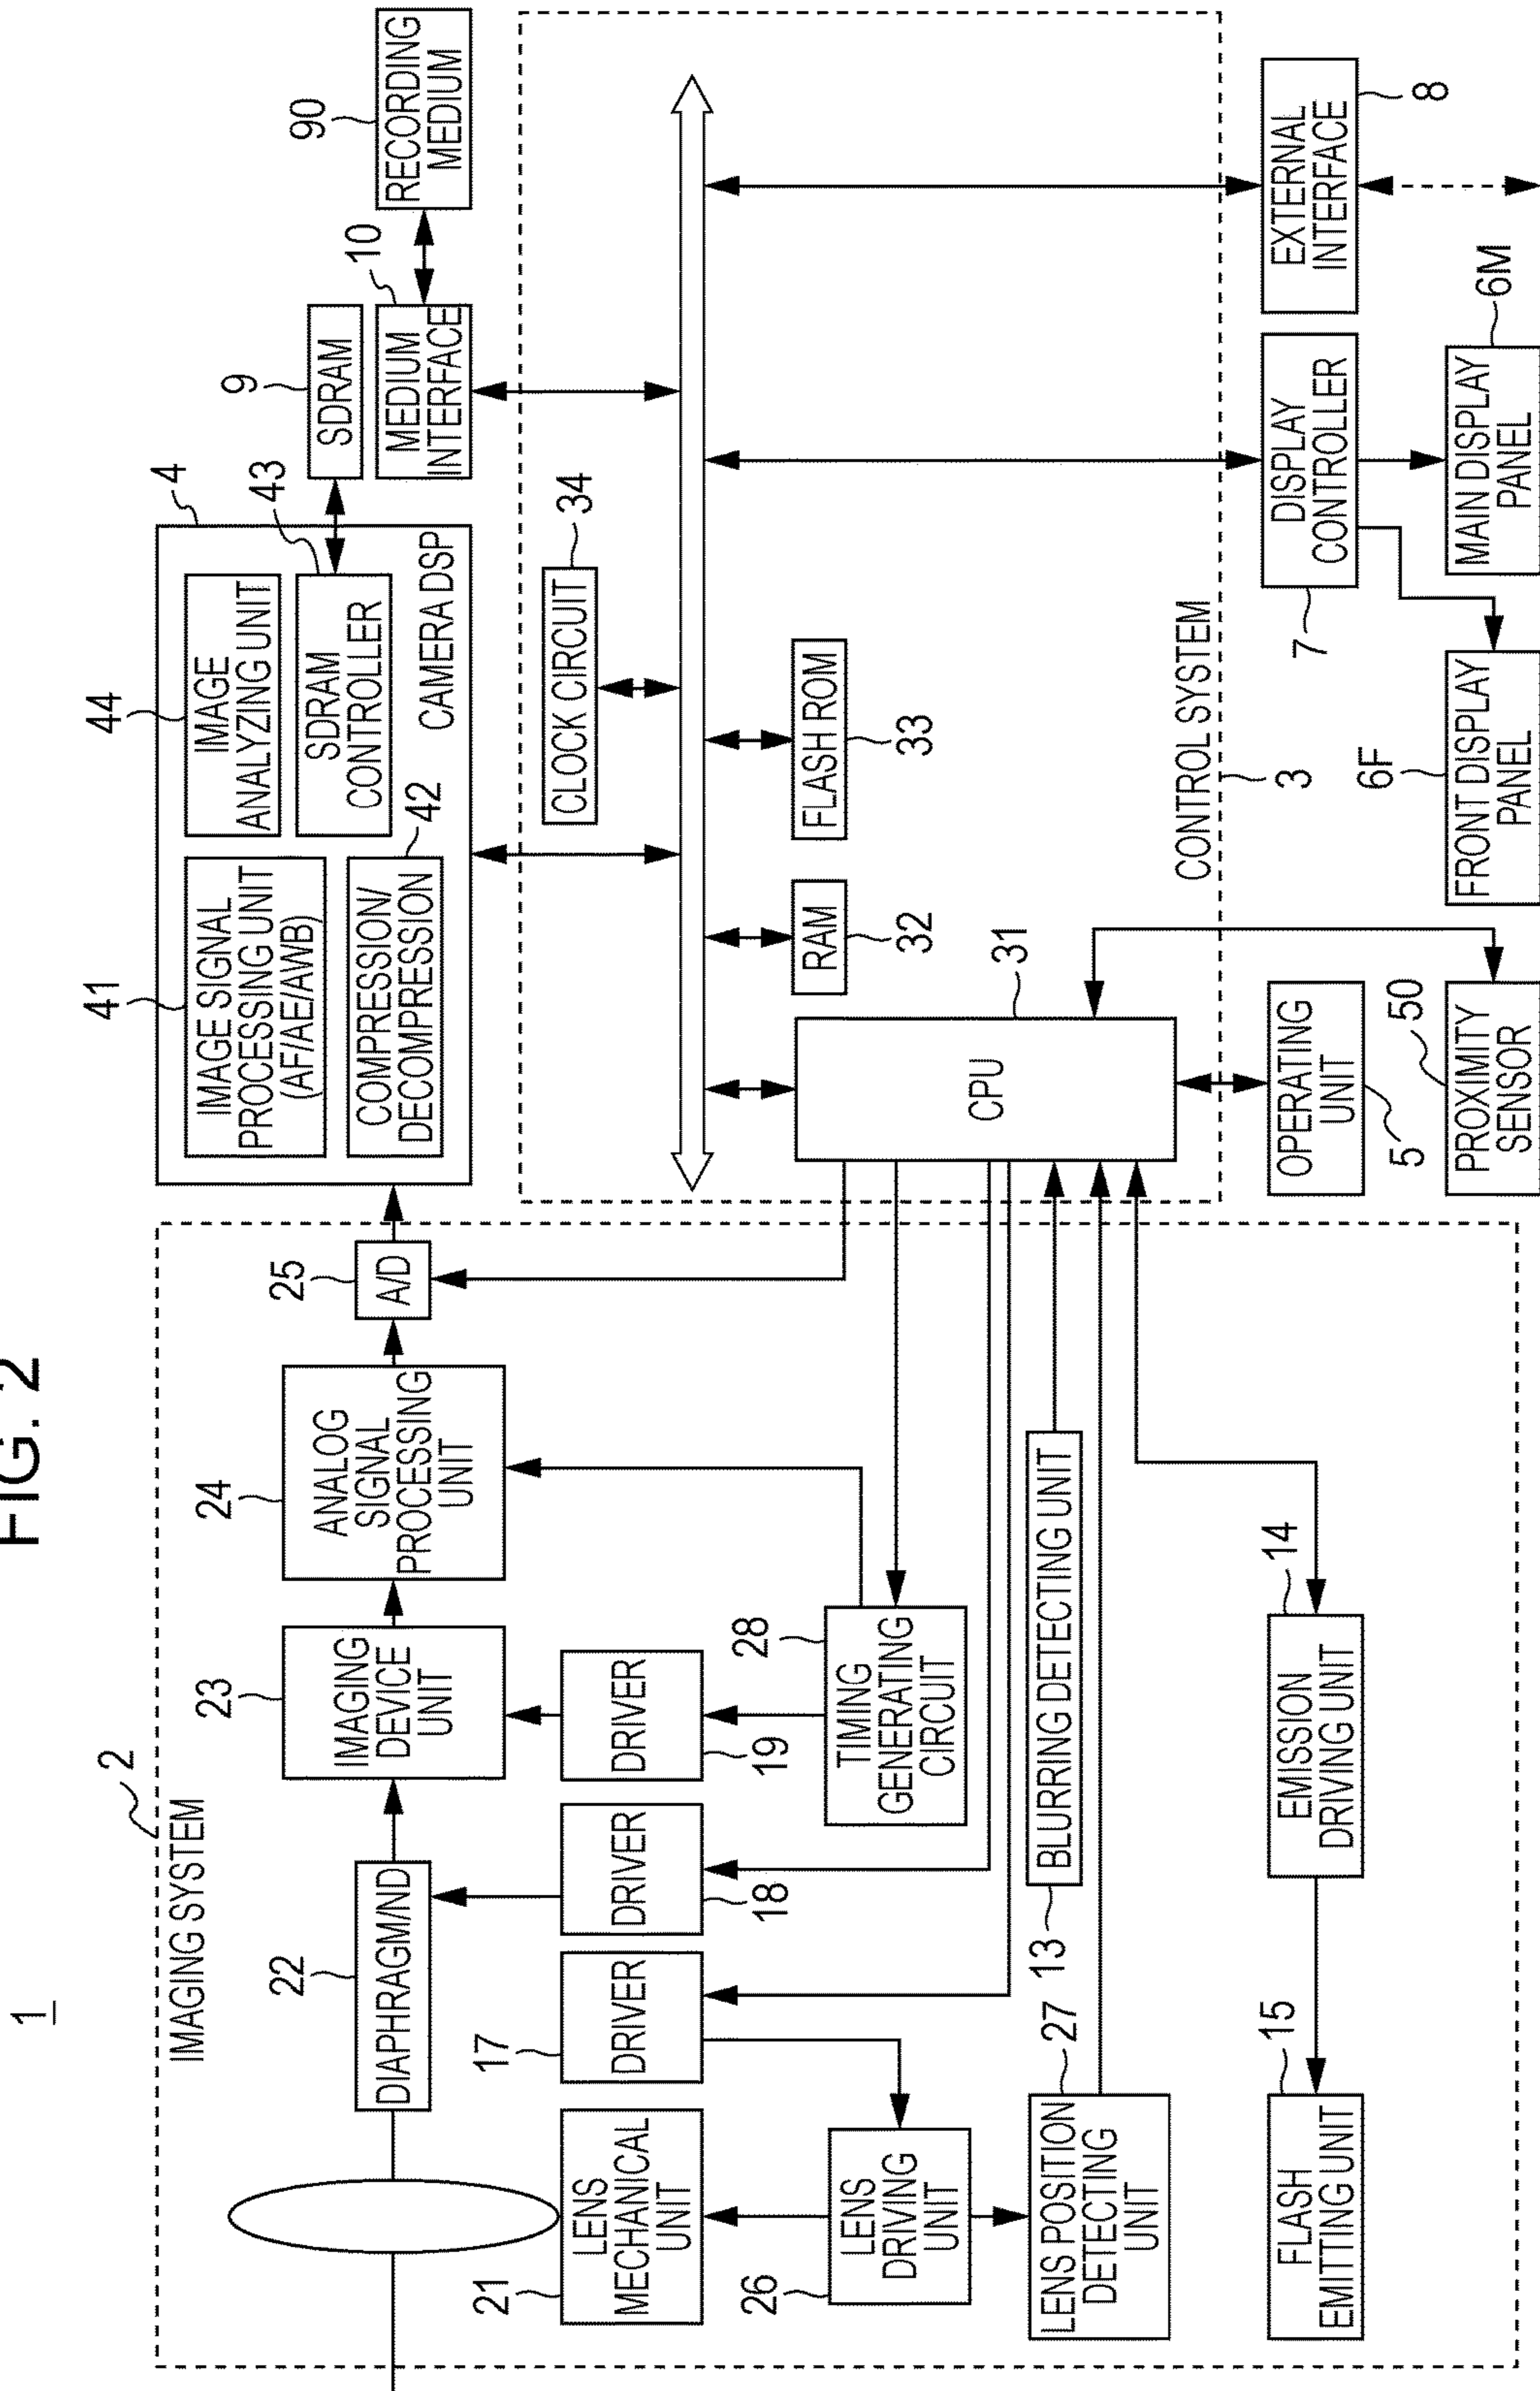 FIG. 2
1
IMAGING SYSTEM
2
22
DIAPHRAGM/ND
23
IMAGING
DEVICE
UNIT
24
ANALOG
SIGNAL
PROCESSING
UNIT
25
A/D
21
LENS
MECHANICAL
UNIT
17
DRIVER
DRIVER
18
DRIVER
19
26
LENS
DRIVING
UNIT
28
TIMING
GENERATING
CIRCUIT
27
LENS POSITION
DETECTING
UNIT
13
BLURRING DETECTING UNIT
15
FLASH
EMITTING UNIT
14
EMISSION
DRIVING UNIT
4
CAMERA DSP
41
IMAGE SIGNAL
PROCESSING UNIT
(AF/AE/AWB)
44
IMAGE
ANALYZING UNIT
42
COMPRESSION/
DECOMPRESSION
43
SDRAM
CONTROLLER
9
SDRAM
10
MEDIUM
INTERFACE
90
RECORDING
MEDIUM
34
CLOCK CIRCUIT
31
CPU
RAM
32
FLASH ROM
33
CONTROL SYSTEM
3
OPERATING
UNIT
5
50
PROXIMITY
SENSOR
DISPLAY
CONTROLLER
7
EXTERNAL
INTERFACE
8
6F
FRONT DISPLAY
PANEL
6M
MAIN DISPLAY
PANEL